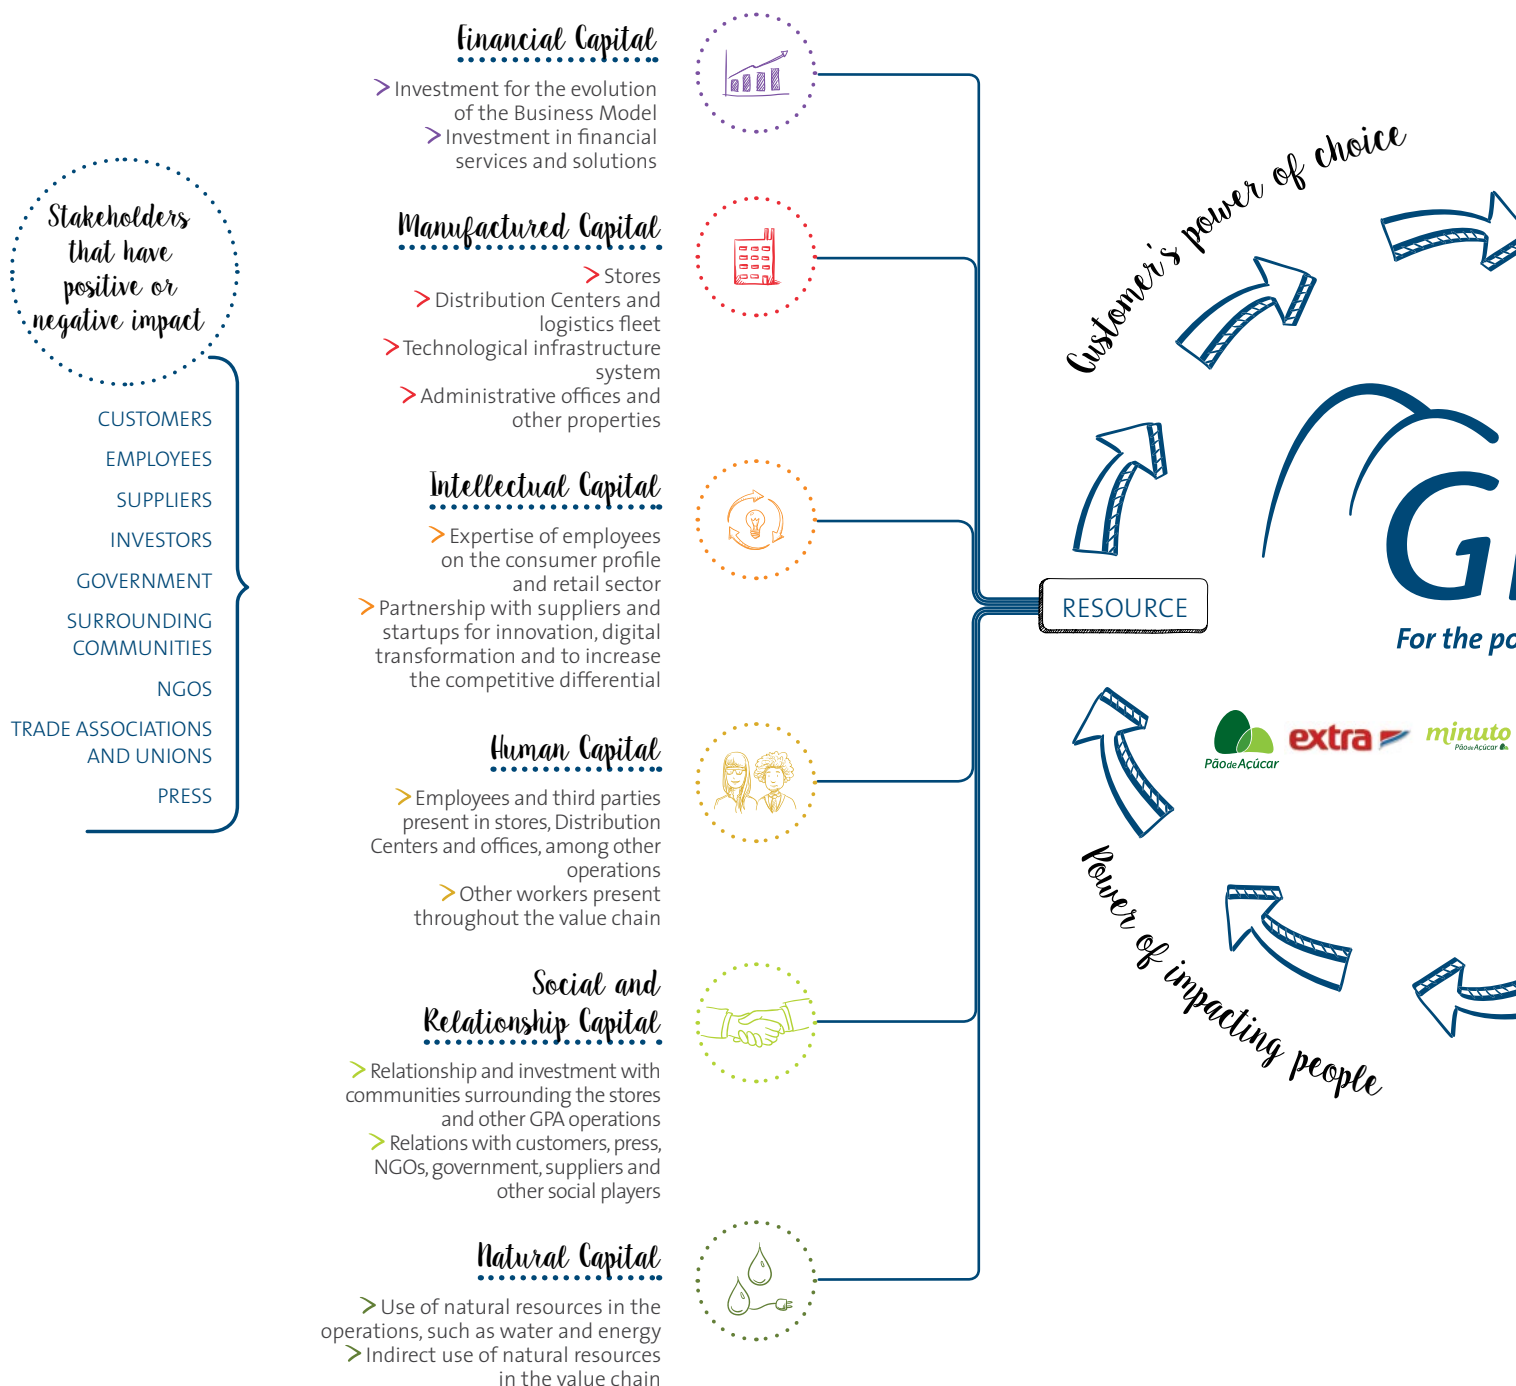 Stakeholders
that have
positive or
negative impact
CUSTOMERS
EMPLOYEES
SUPPLIERS
INVESTORS
GOVERNMENT
SURROUNDING
COMMUNITIES
NGOS
TRADE ASSOCIATIONS
AND UNIONS
PRESS
Financial Capital
Investment for the evolution
of the Business Model
Investment in financial
services and solutions
Manufactured Capital
Stores
Distribution Centers and
logistics fleet
Technological infrastructure
system
Administrative offices and
other properties
Intellectual Capital
Expertise of employees
on the consumer profile
and retail sector
Partnership with suppliers and
startups for innovation, digital
transformation and to increase
the competitive differential
Human Capital
Employees and third parties
present in stores, Distribution
Centers and offices, among other
operations
Other workers present
throughout the value chain
Social and
Relationship Capital
Relationship and investment with
communities surrounding the stores
and other GPA operations
Relations with customers, press,
NGOs, government, suppliers and
other social players
Natural Capital
Use of natural resources in the
operations, such as water and energy
Indirect use of natural resources
in the value chain
RESOURCE
Customer's power of choice
G
For the po
Pão de Açúcar
extra
minuto
Pão de Açúcar
Power of impacting people